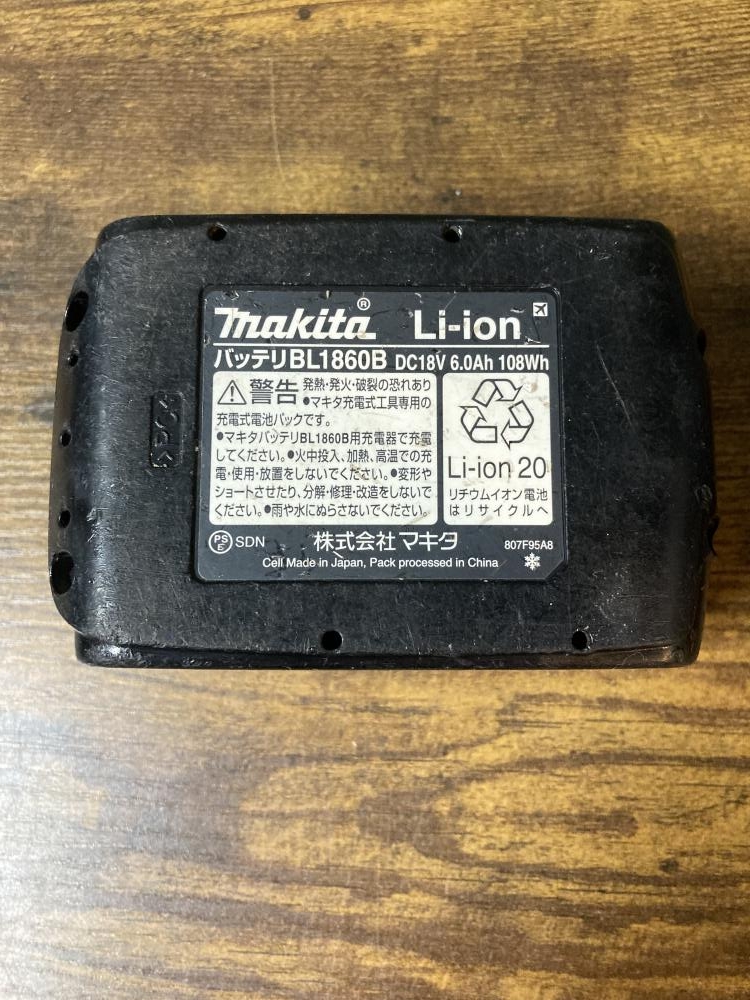 makita® Li-ion
バッテリBL1860B DC18V 6.0Ah 108Wh
警告 発熱・発火・破裂の恐れあり
●マキタ充電式工具専用の
充電式電池パックです。
●マキタバッテリBL1860B用充電器で充電
してください。●火中投入、加熱、高温での充
電・使用・放置をしないでください。●変形や
ショートさせたり、分解・修理・改造をしないで
ください。●雨や水にぬらさないでください。
Li-ion 20
リチウムイオン電池
はリサイクルへ
PS
E SDN 株式会社マキタ 807F95A8
Cell Made in Japan, Pack processed in China